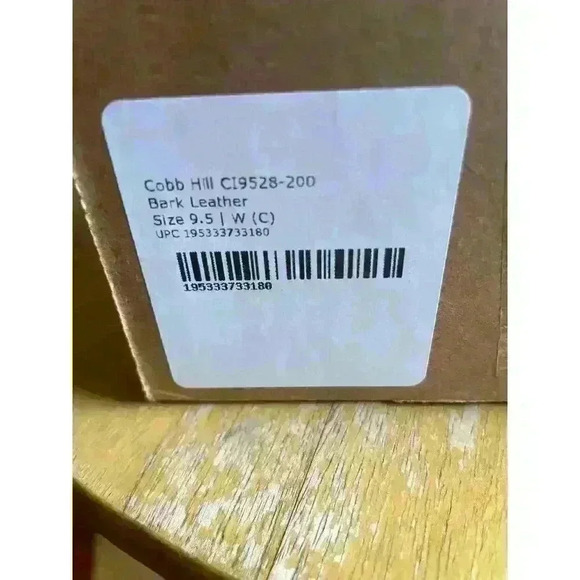 Cobb Hill CI9528-200
Bark Leather
Size 9.5 | W (C)
UPC 195333733180
195333733180